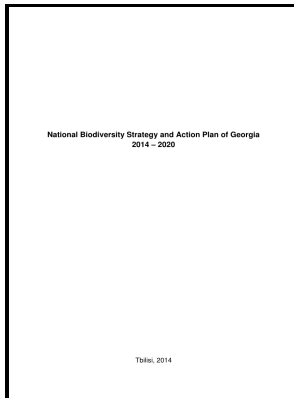 National Biodiversity Strategy and Action Plan of Georgia
2014 – 2020
Tbilisi, 2014